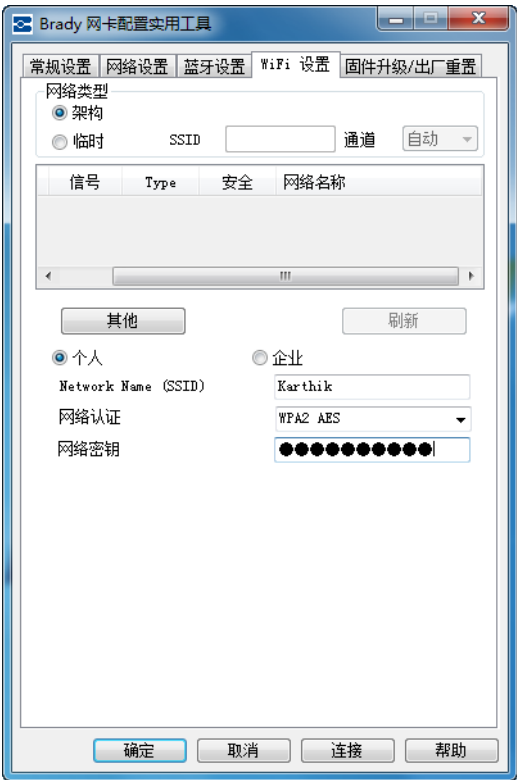 Brady 网卡配置实用工具
常规设置 网络设置 蓝牙设置 WiFi 设置 固件升级/出厂重置
网络类型
架构
临时 SSID 通道 自动
信号 Type 安全 网络名称
其他 刷新
个人 企业
Network Name (SSID) Karthik
网络认证 WPA2 AES
网络密钥 ●●●●●●●●●●
确定 取消 连接 帮助